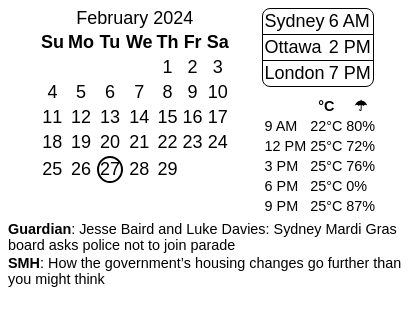 February 2024
Su Mo Tu We Th Fr Sa
1 2 3
4 5 6 7 8 9 10
11 12 13 14 15 16 17
18 19 20 21 22 23 24
25 26 27 28 29
Sydney 6 AM
Ottawa 2 PM
London 7 PM
°C ☂
9 AM 22°C 80%
12 PM 25°C 72%
3 PM 25°C 76%
6 PM 25°C 0%
9 PM 25°C 87%
Guardian: Jesse Baird and Luke Davies: Sydney Mardi Gras
board asks police not to join parade
SMH: How the government’s housing changes go further than
you might think